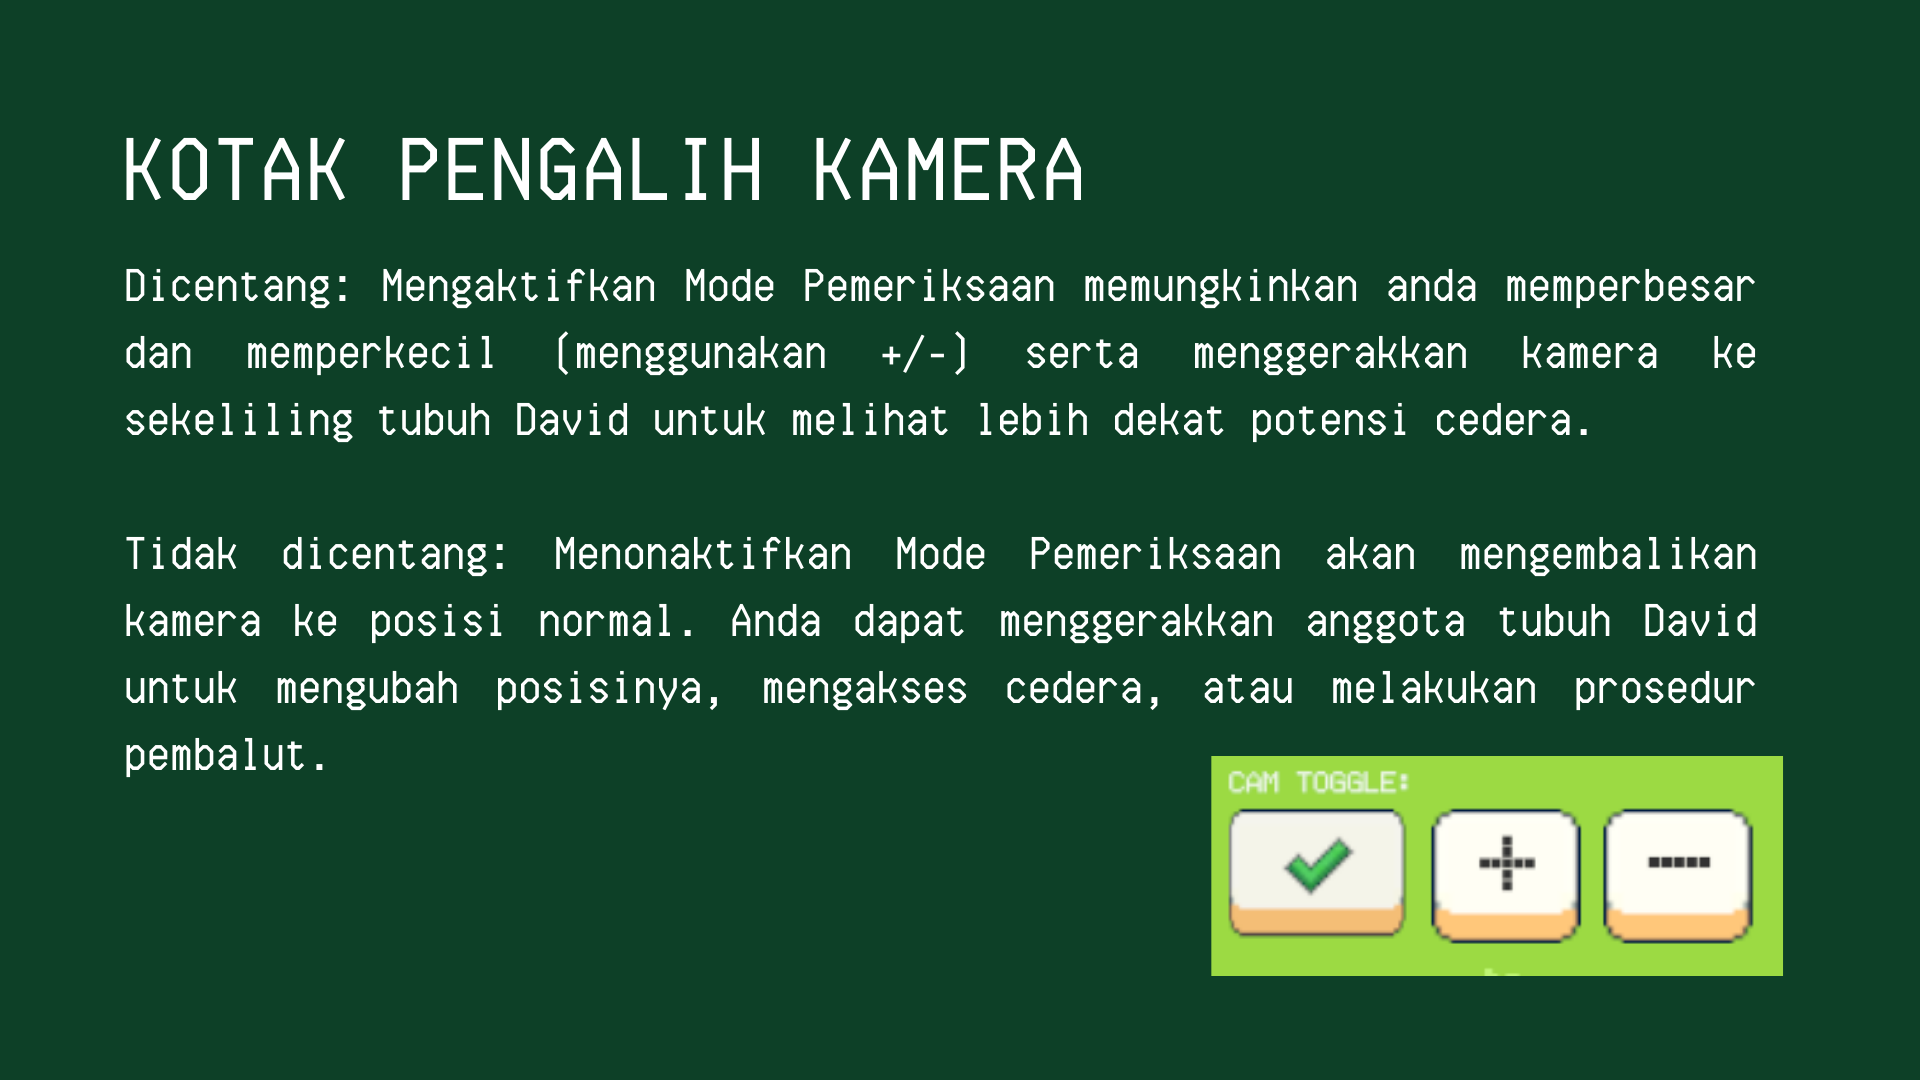 KOTAK PENGALIH KAMERA
Dicentang: Mengaktifkan Mode Pemeriksaan memungkinkan anda memperbesar
dan memperkecil (menggunakan +/-) serta menggerakkan kamera ke
sekeliling tubuh David untuk melihat lebih dekat potensi cedera.
Tidak dicentang: Menonaktifkan Mode Pemeriksaan akan mengembalikan
kamera ke posisi normal. Anda dapat menggerakkan anggota tubuh David
untuk mengubah posisinya, mengakses cedera, atau melakukan prosedur
pembalut.
CAM TOGGLE:
+ -